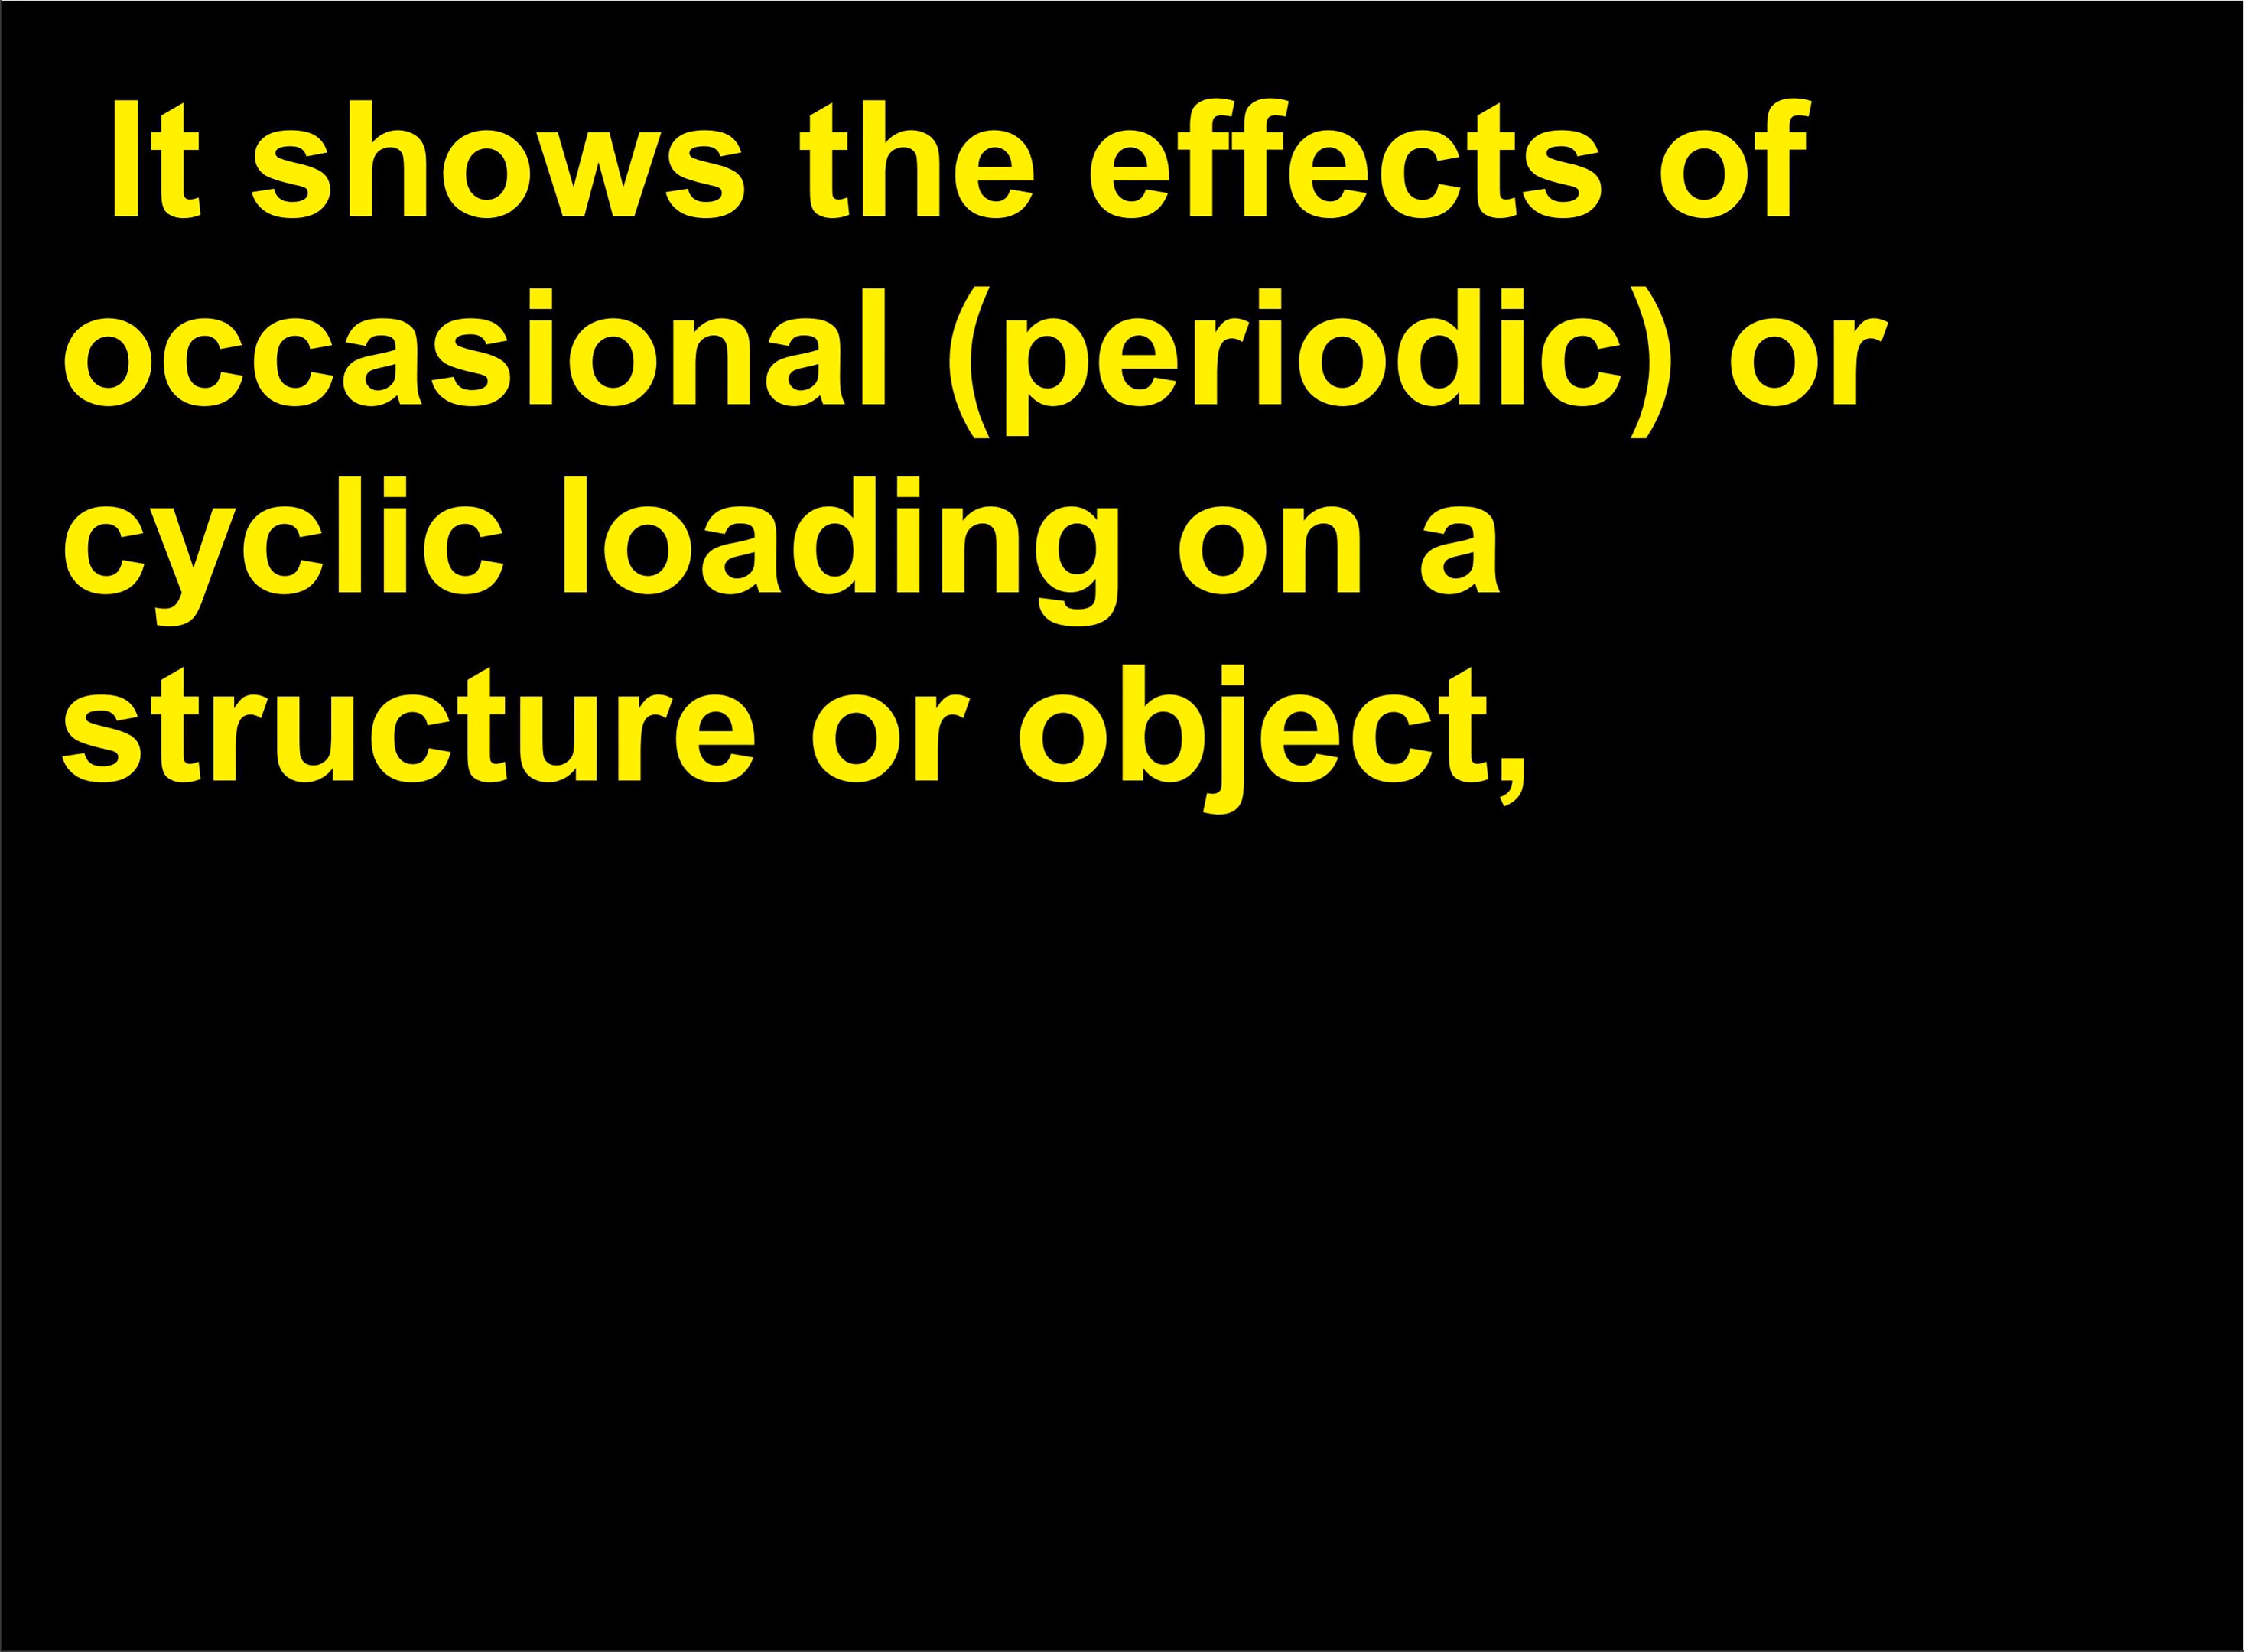 It shows the effects of
occasional (periodic) or
cyclic loading on a
structure or object,